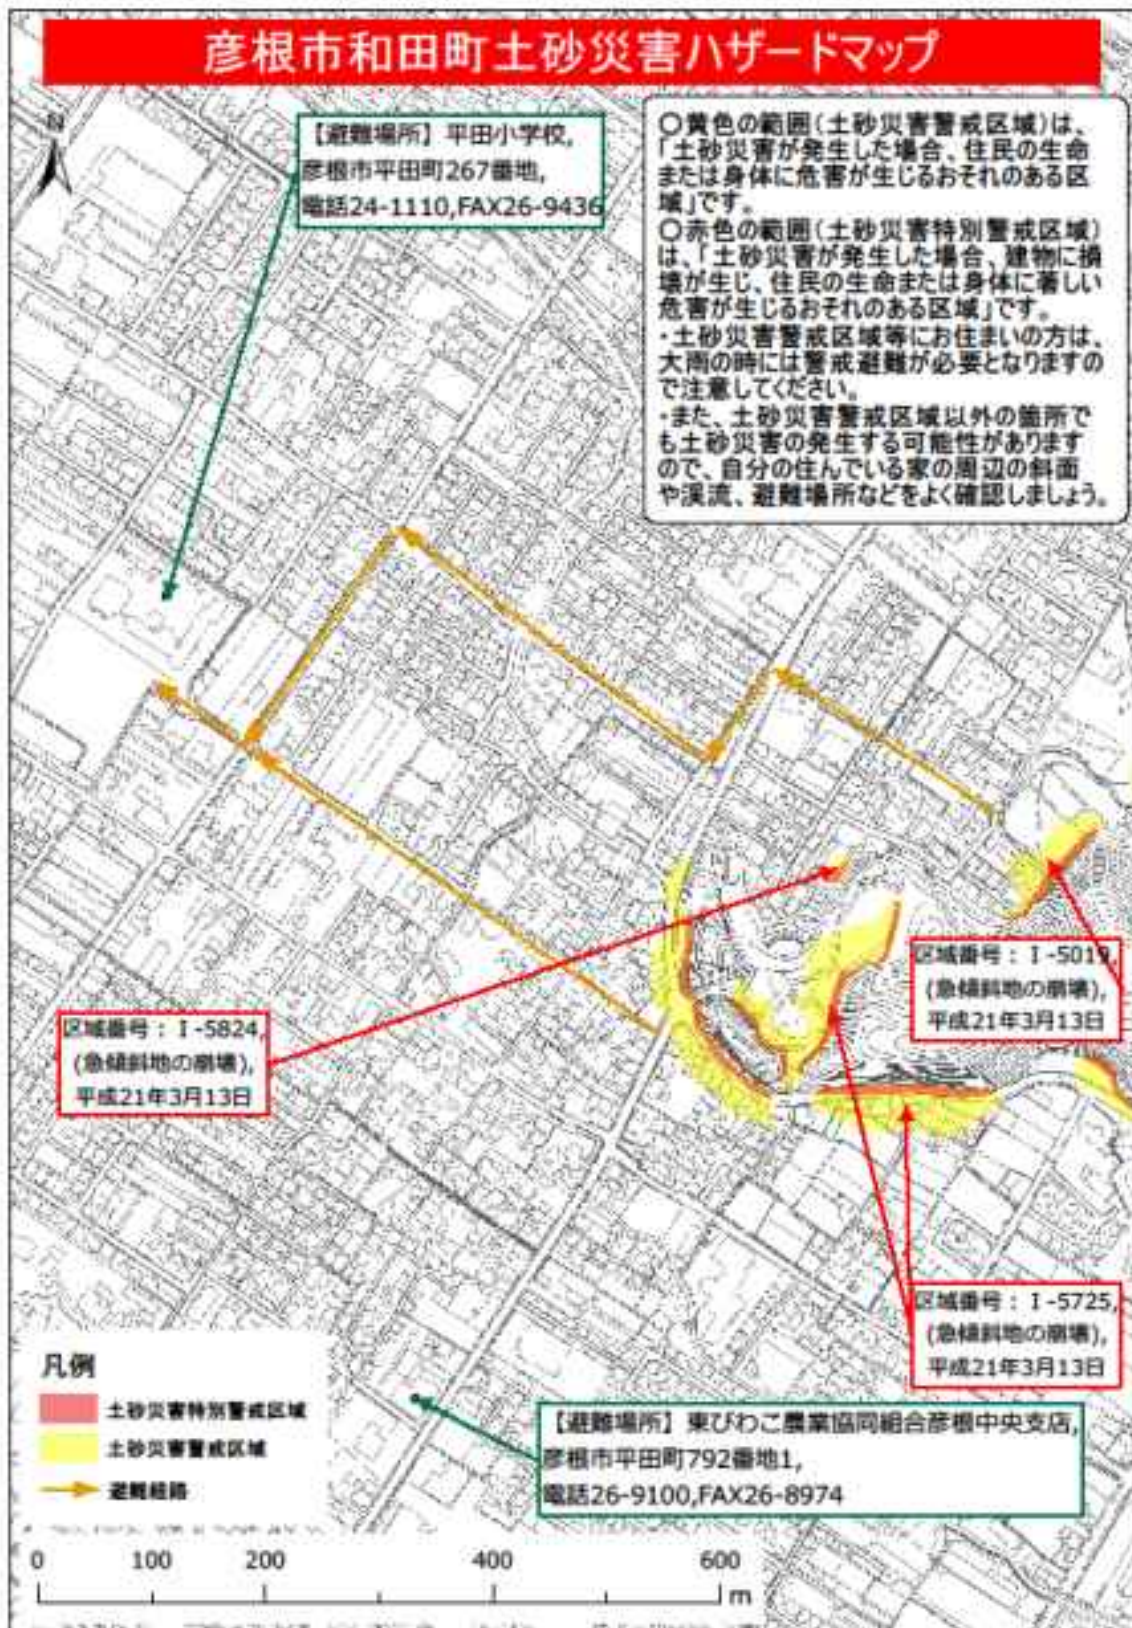 彦根市和田町土砂災害ハザードマップ
N
【避難場所】平田小学校,
彦根市平田町267番地,
電話24-1110,FAX26-9436
○黄色の範囲(土砂災害警戒区域)は、
「土砂災害が発生した場合、住民の生命
または身体に危害が生じるおそれのある区
域」です。
○赤色の範囲(土砂災害特別警戒区域)
は、「土砂災害が発生した場合、建物に損
壊が生じ、住民の生命または身体に著しい
危害が生じるおそれのある区域」です。
・土砂災害警戒区域等にお住まいの方は、
大雨の時には警戒避難が必要となりますの
で注意してください。
・また、土砂災害警戒区域以外の箇所で
も土砂災害の発生する可能性があります
ので、自分の住んでいる家の周辺の斜面
や渓流、避難場所などをよく確認しましょう。
区域番号：Ⅰ-5019,
(急傾斜地の崩壊),
平成21年3月13日
区域番号：Ⅰ-5824,
(急傾斜地の崩壊),
平成21年3月13日
区域番号：Ⅰ-5725,
(急傾斜地の崩壊),
平成21年3月13日
凡例
土砂災害特別警戒区域
土砂災害警戒区域
避難経路
【避難場所】東びわこ農業協同組合彦根中央支店,
彦根市平田町792番地1,
電話26-9100,FAX26-8974
0 100 200 400 600
m